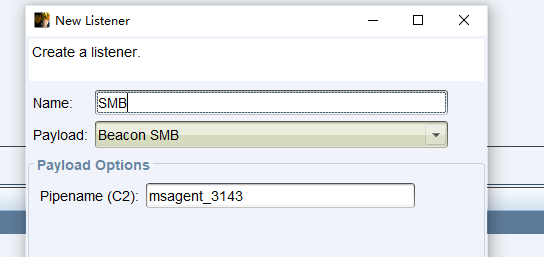 New Listener
Create a listener.
Name: SMB
Payload: Beacon SMB
Payload Options
Pipename (C2): msagent_3143